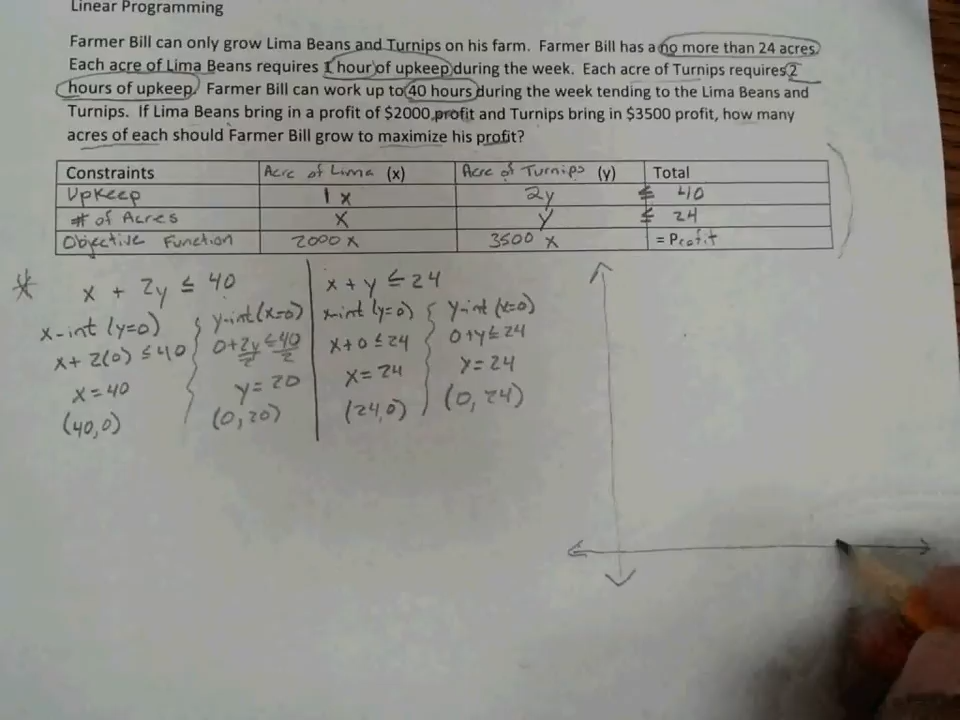 Linear Programming
Farmer Bill can only grow Lima Beans and Turnips on his farm. Farmer Bill has a no more than 24 acres.
Each acre of Lima Beans requires 1 hour of upkeep during the week. Each acre of Turnips requires 2
hours of upkeep. Farmer Bill can work up to 40 hours during the week tending to the Lima Beans and
Turnips. If Lima Beans bring in a profit of $2000 profit and Turnips bring in $3500 profit, how many
acres of each should Farmer Bill grow to maximize his profit?
Constraints Acre of Lima (x) Acre of Turnips (y) Total
Upkeep 1x 2y ≤ 40
# of Acres x y ≤ 24
Objective Function 2000x 3500x = Profit
* x + 2y ≤ 40
x-int (y=0)
x + 2(0) ≤ 40
x = 40
(40,0)
y-int (x=0)
0 + 2y/2 ≤ 40/2
y = 20
(0,20)
x + y ≤ 24
x-int (y=0)
x + 0 ≤ 24
x = 24
(24,0)
y-int (x=0)
0 + y ≤ 24
y = 24
(0, 24)